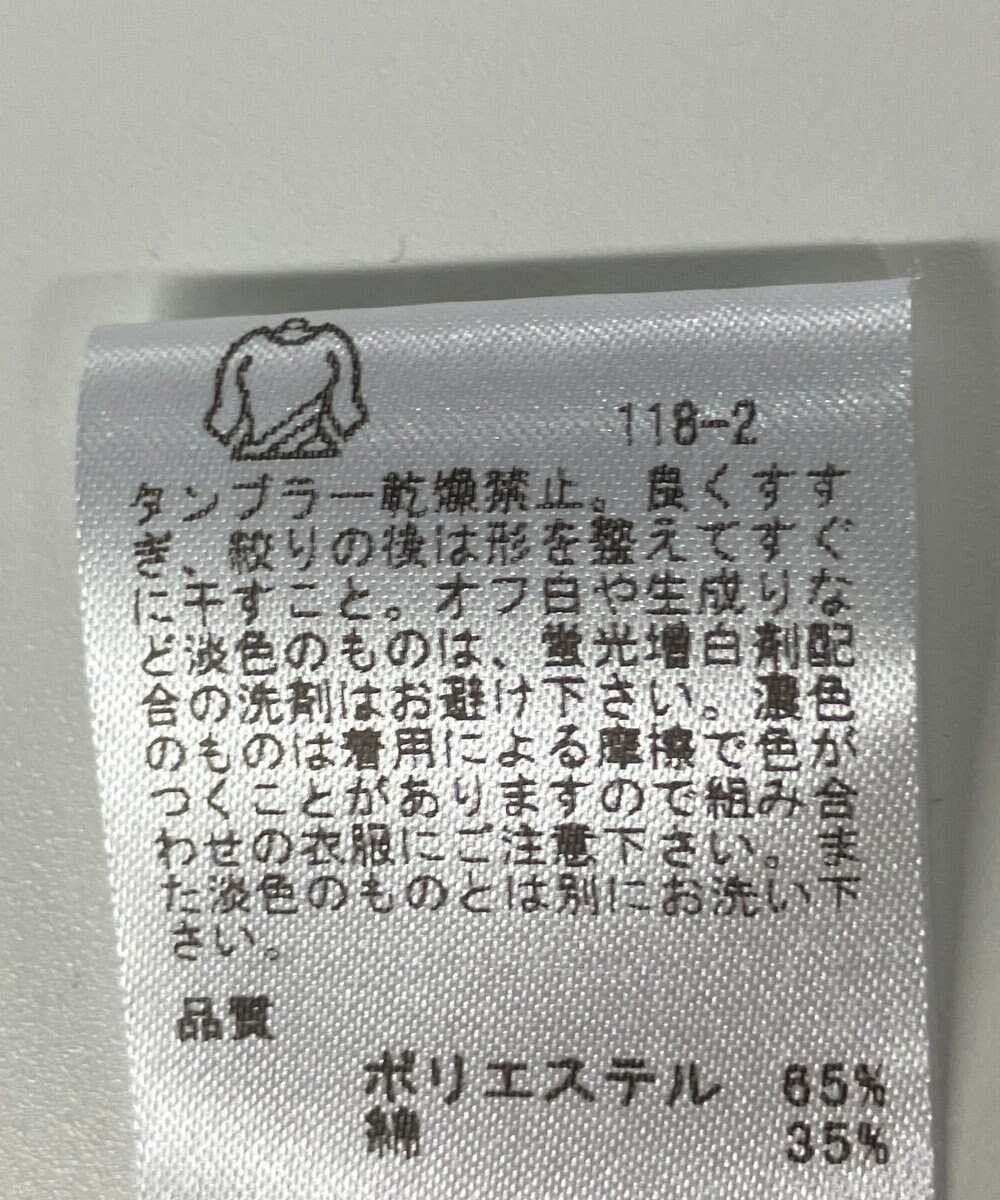 118-2
タンブラー乾燥禁止。良くすす
ぎ、絞りの後は形を整えてすぐ
に干すこと。オフ白や生成りな
ど淡色のものは、蛍光増白剤配
合の洗剤はお避け下さい。濃色
のものは着用による摩擦で色が
つくことがありますので組み合
わせの衣服にご注意下さい。ま
た淡色のものとは別にお洗い下
さい。
品質
ポリエステル 65%
綿 35%